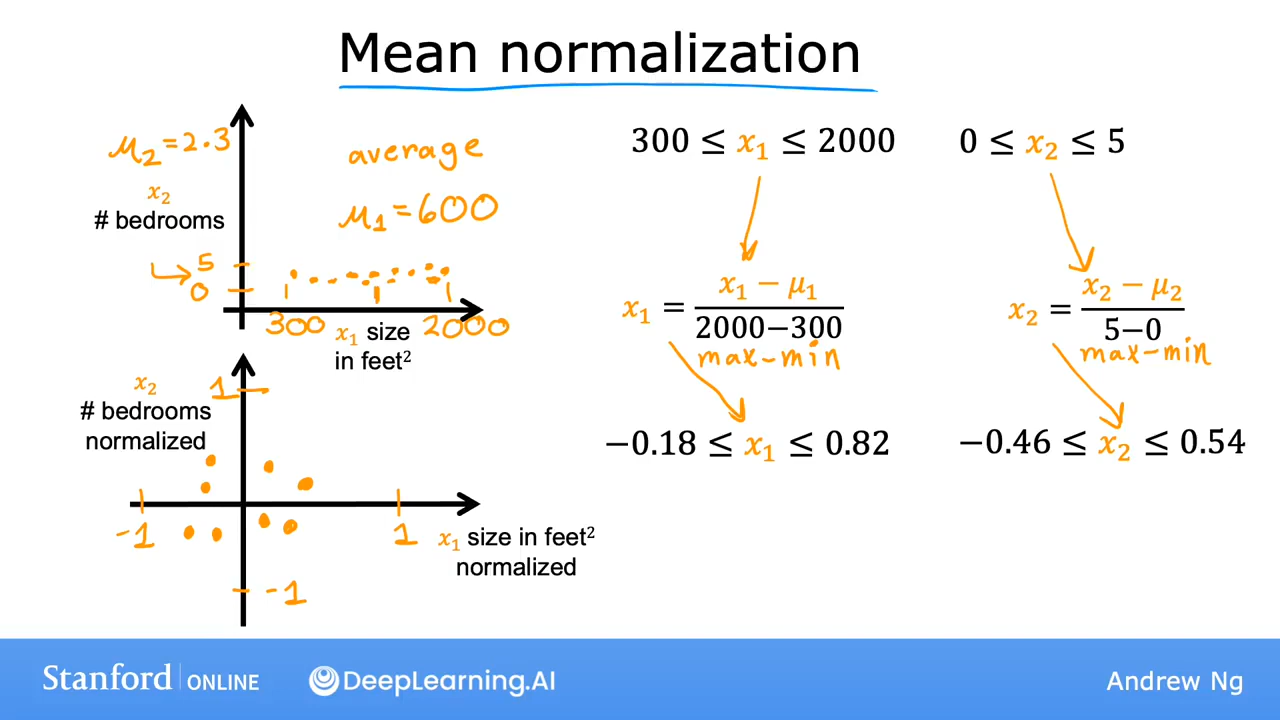 Mean normalization
μ₂ = 2.3
average
μ₁ = 600
x₂
# bedrooms
5
0
300
x₁ size
in feet²
2000
300 ≤ x₁ ≤ 2000
x₁ = (x₁ − μ₁)/(2000−300)
max-min
−0.18 ≤ x₁ ≤ 0.82
0 ≤ x₂ ≤ 5
x₂ = (x₂ − μ₂)/(5−0)
max-min
−0.46 ≤ x₂ ≤ 0.54
x₂
# bedrooms
normalized
1
-1
1
-1
x₁ size in feet²
normalized
Stanford ONLINE
DeepLearning.AI
Andrew Ng